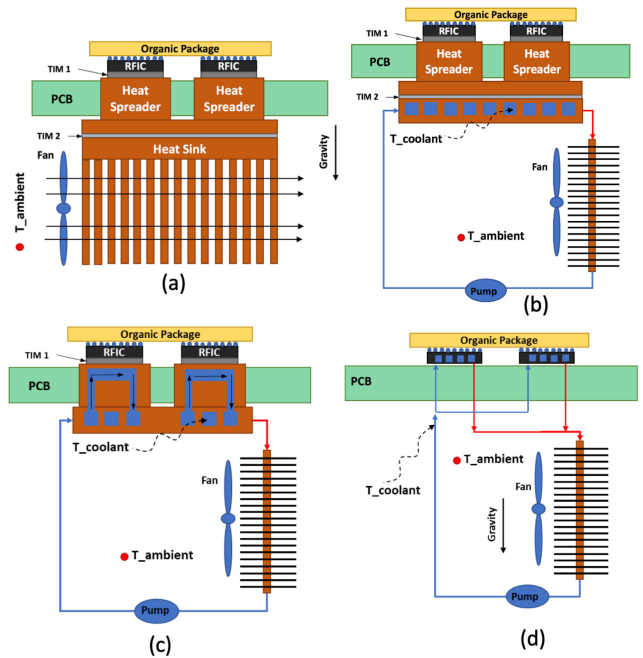 Organic Package
RFIC
RFIC
TIM 1
PCB
Heat
Spreader
Heat
Spreader
TIM 2
Heat Sink
Fan
Gravity
T_ambient
(a)
Organic Package
RFIC
RFIC
TIM 1
PCB
Heat
Spreader
Heat
Spreader
TIM 2
T_coolant
Fan
T_ambient
Pump
(b)
Organic Package
RFIC
RFIC
TIM 1
PCB
T_coolant
Fan
T_ambient
Pump
(c)
Organic Package
PCB
T_ambient
T_coolant
Fan
Gravity
Pump
(d)